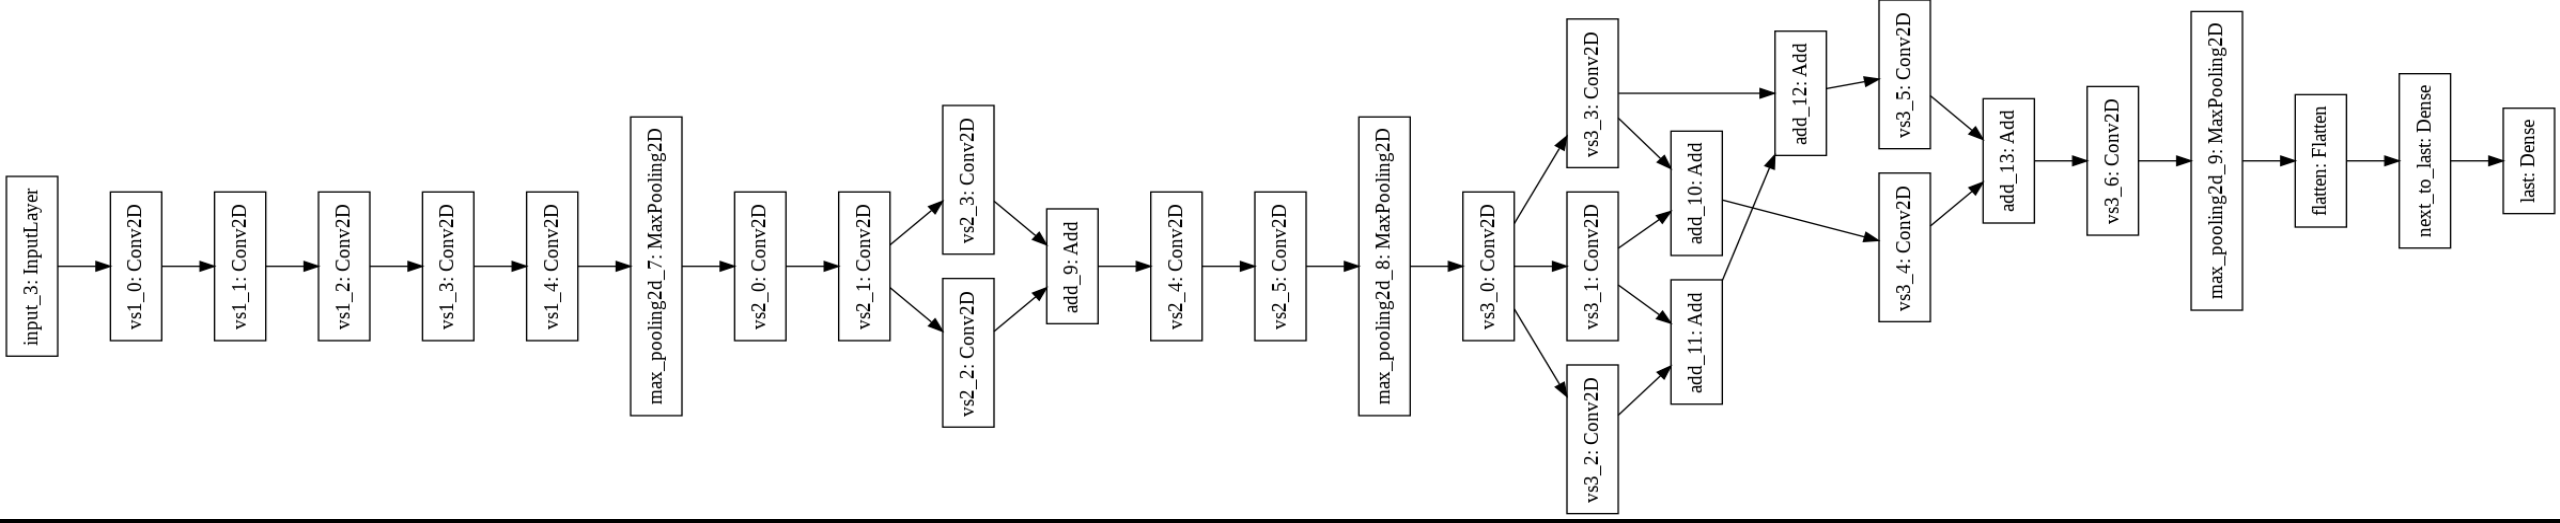 input_3: InputLayer
vs1_0: Conv2D
vs1_1: Conv2D
vs1_2: Conv2D
vs1_3: Conv2D
vs1_4: Conv2D
max_pooling2d_7: MaxPooling2D
vs2_0: Conv2D
vs2_1: Conv2D
vs2_3: Conv2D
vs2_2: Conv2D
add_9: Add
vs2_4: Conv2D
vs2_5: Conv2D
max_pooling2d_8: MaxPooling2D
vs3_0: Conv2D
vs3_3: Conv2D
vs3_1: Conv2D
vs3_2: Conv2D
add_10: Add
add_11: Add
add_12: Add
vs3_5: Conv2D
vs3_4: Conv2D
add_13: Add
vs3_6: Conv2D
max_pooling2d_9: MaxPooling2D
flatten: Flatten
next_to_last: Dense
last: Dense